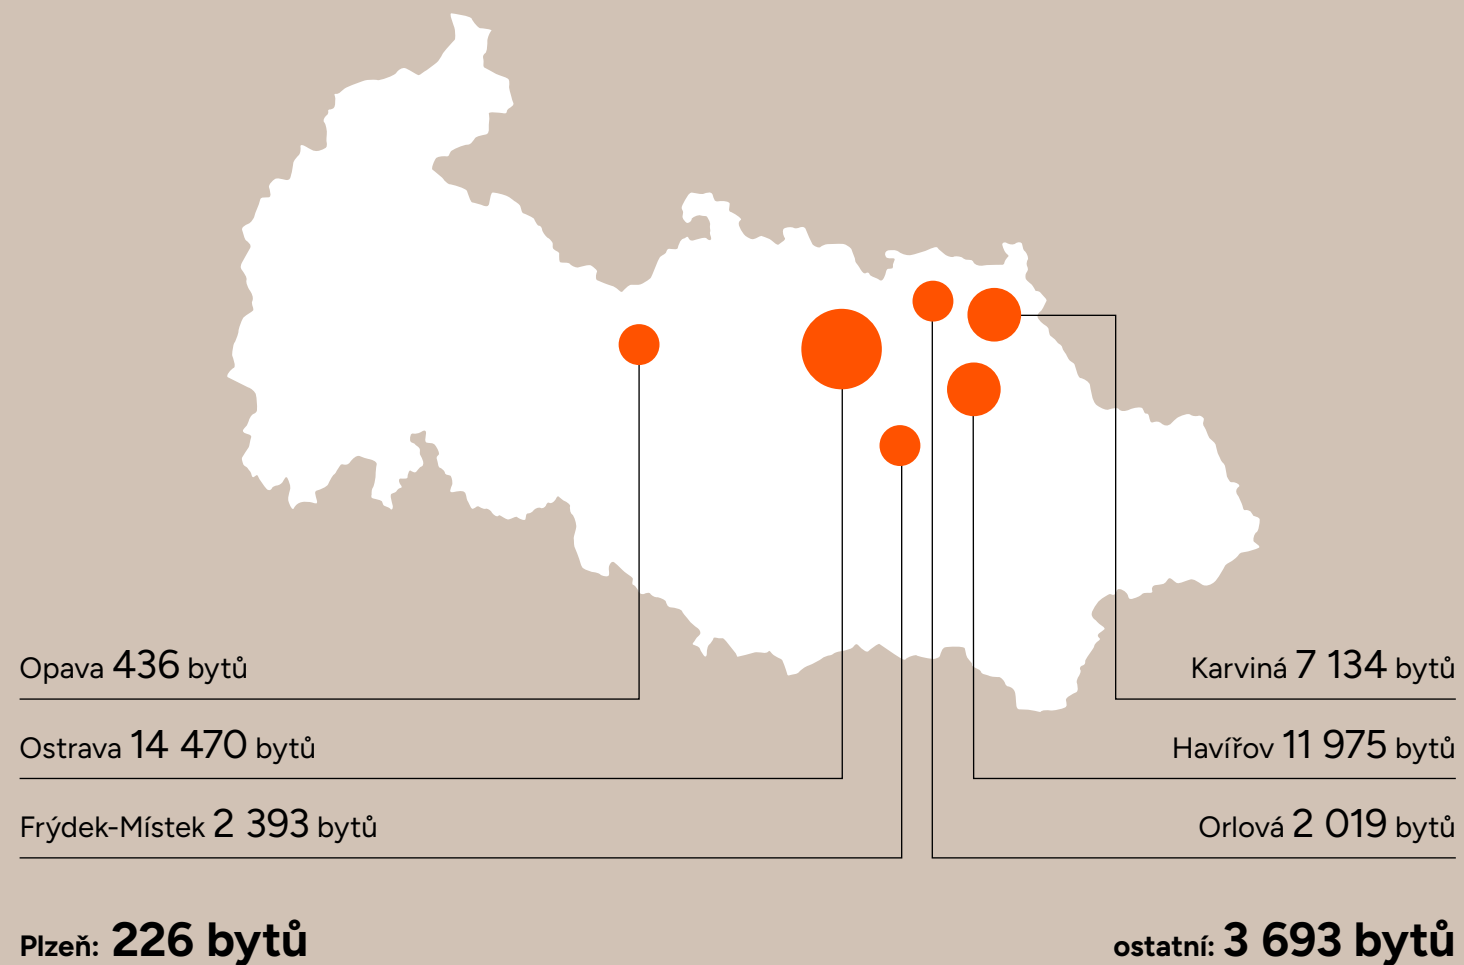 Opava 436 bytů
Ostrava 14 470 bytů
Frýdek-Místek 2 393 bytů
Karviná 7 134 bytů
Havířov 11 975 bytů
Orlová 2 019 bytů
Plzeň: 226 bytů
ostatní: 3 693 bytů